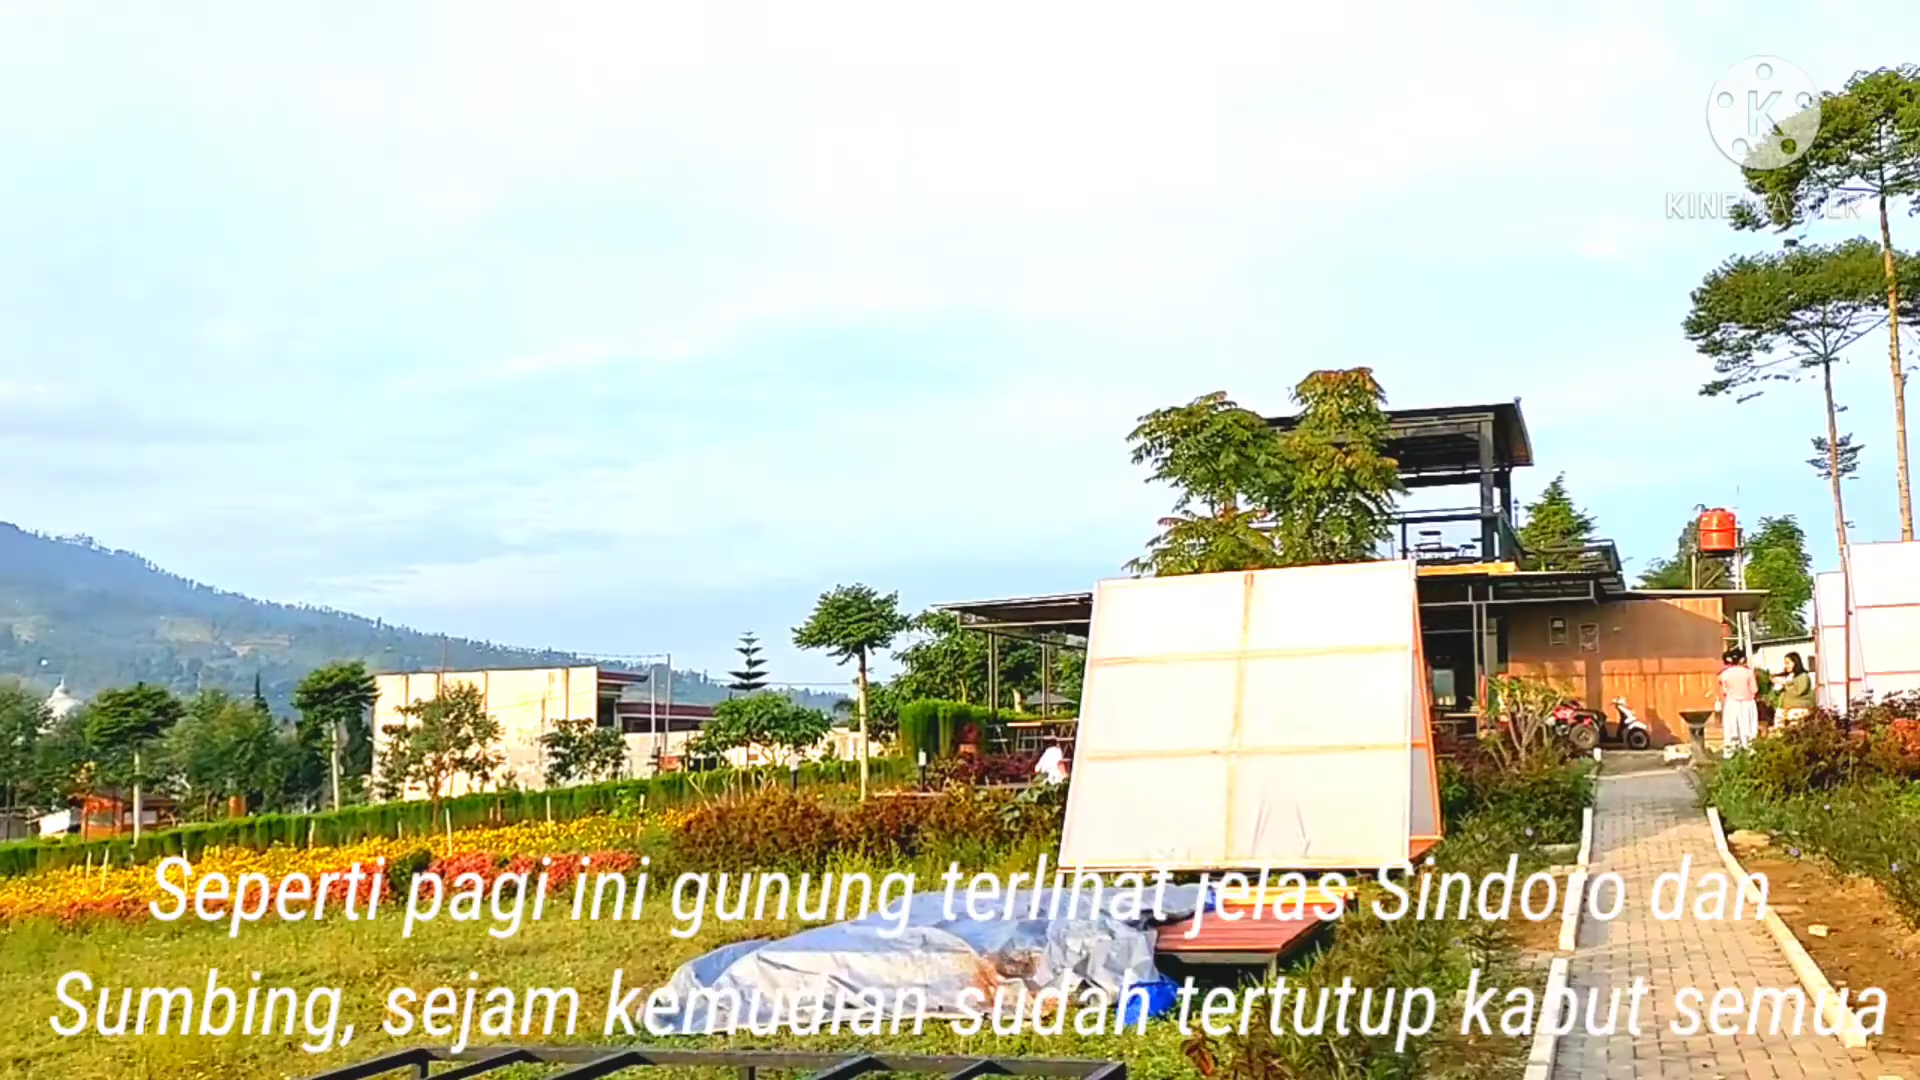 K
KINEMASTER
Seperti pagi ini gunung terlihat jelas Sindoro dan
Sumbing, sejam kemudian sudah tertutup kabut semua